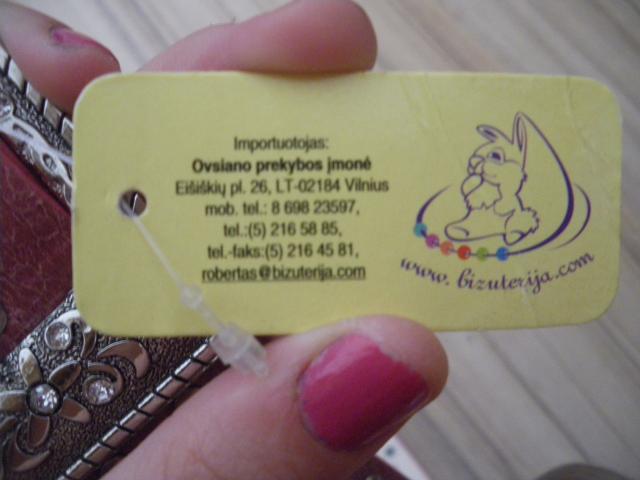 Importuotojas:
Ovsiano prekybos įmonė
Eišiškių pl. 26, LT-02184 Vilnius
mob. tel.: 8 698 23597,
tel.:(5) 216 58 85,
tel.-faks:(5) 216 45 81,
robertas@bizuterija.com
www. bizuterija.com